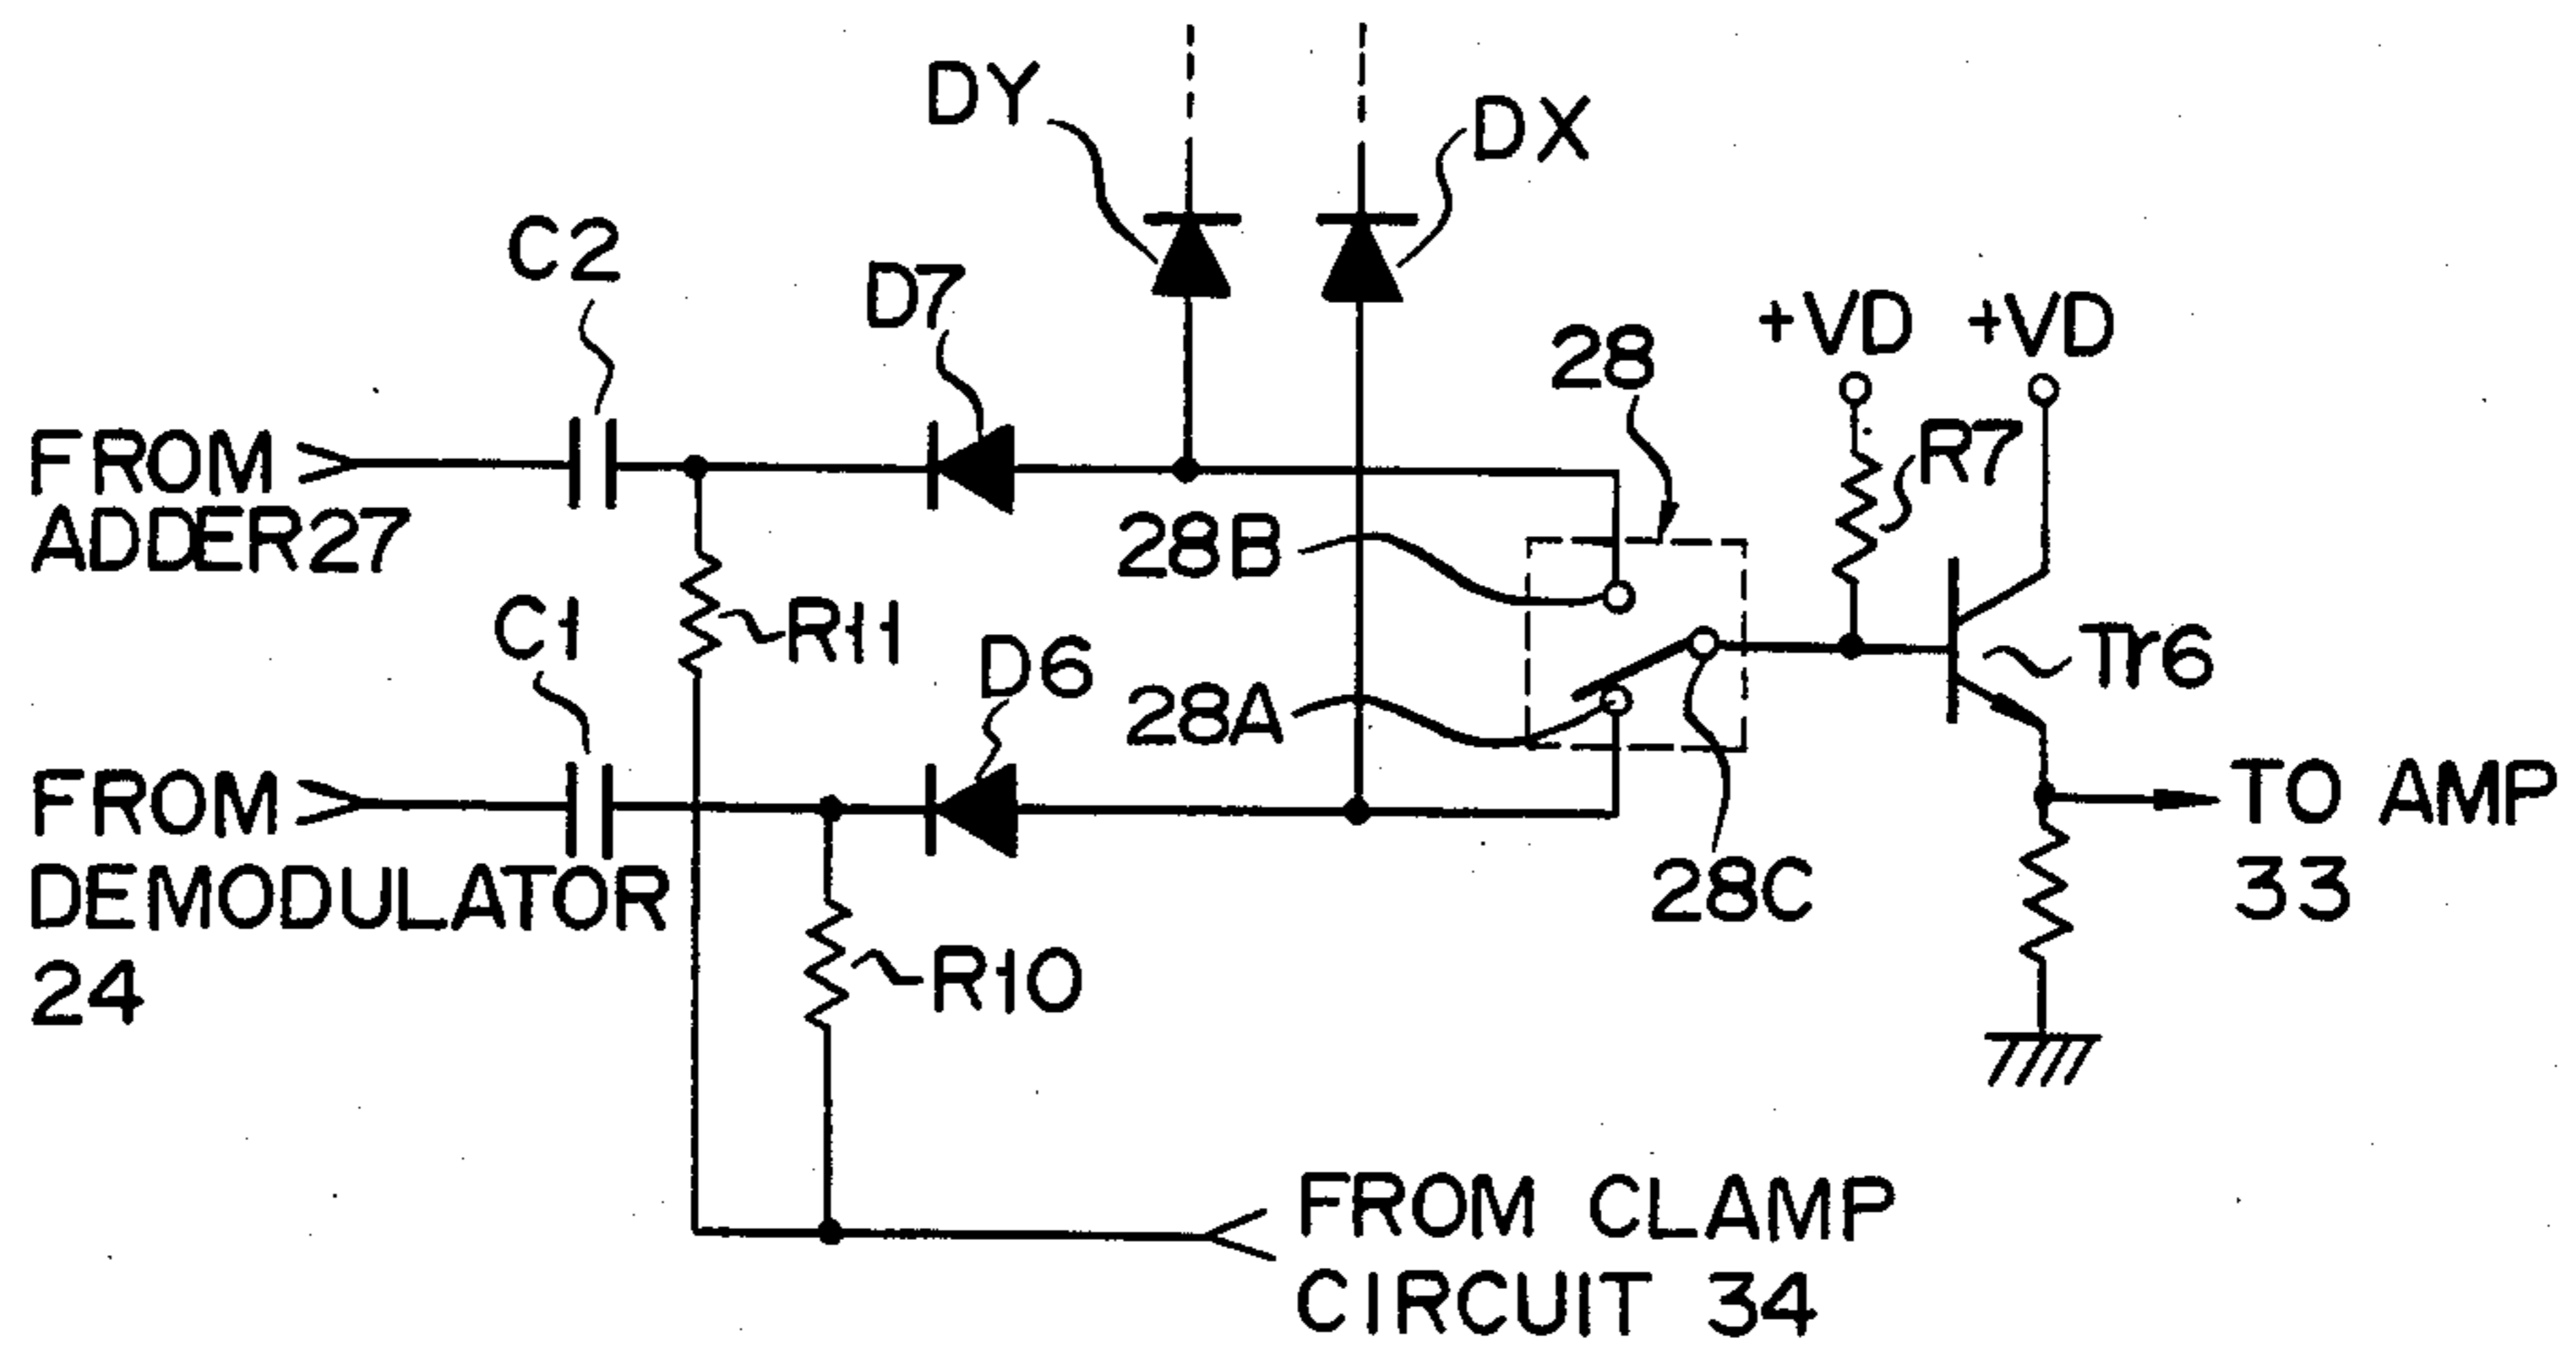 DY
DX
C2
D7
28
+VD
+VD
R7
FROM
ADDER27
28B
C1
R11
D6
Tr6
28A
FROM
DEMODULATOR
24
TO AMP
33
28C
R10
FROM CLAMP
CIRCUIT 34